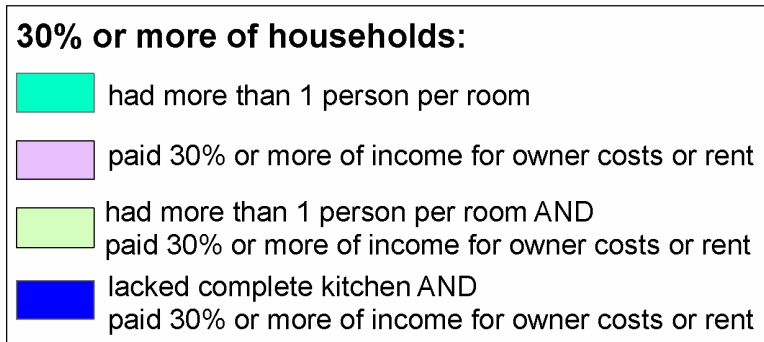 30% or more of households:
had more than 1 person per room
paid 30% or more of income for owner costs or rent
had more than 1 person per room AND
paid 30% or more of income for owner costs or rent
lacked complete kitchen AND
paid 30% or more of income for owner costs or rent